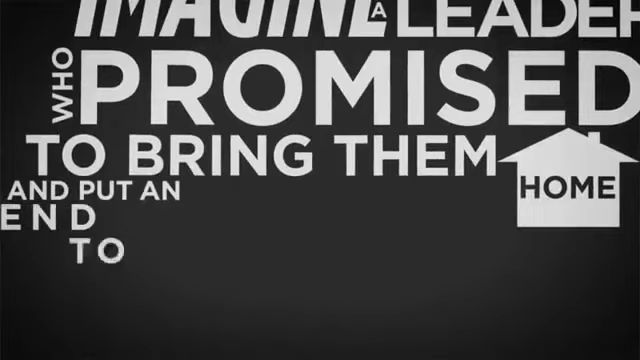 IMAGINE A LEADER
WHO PROMISED
TO BRING THEM HOME
AND PUT AN
END
TO